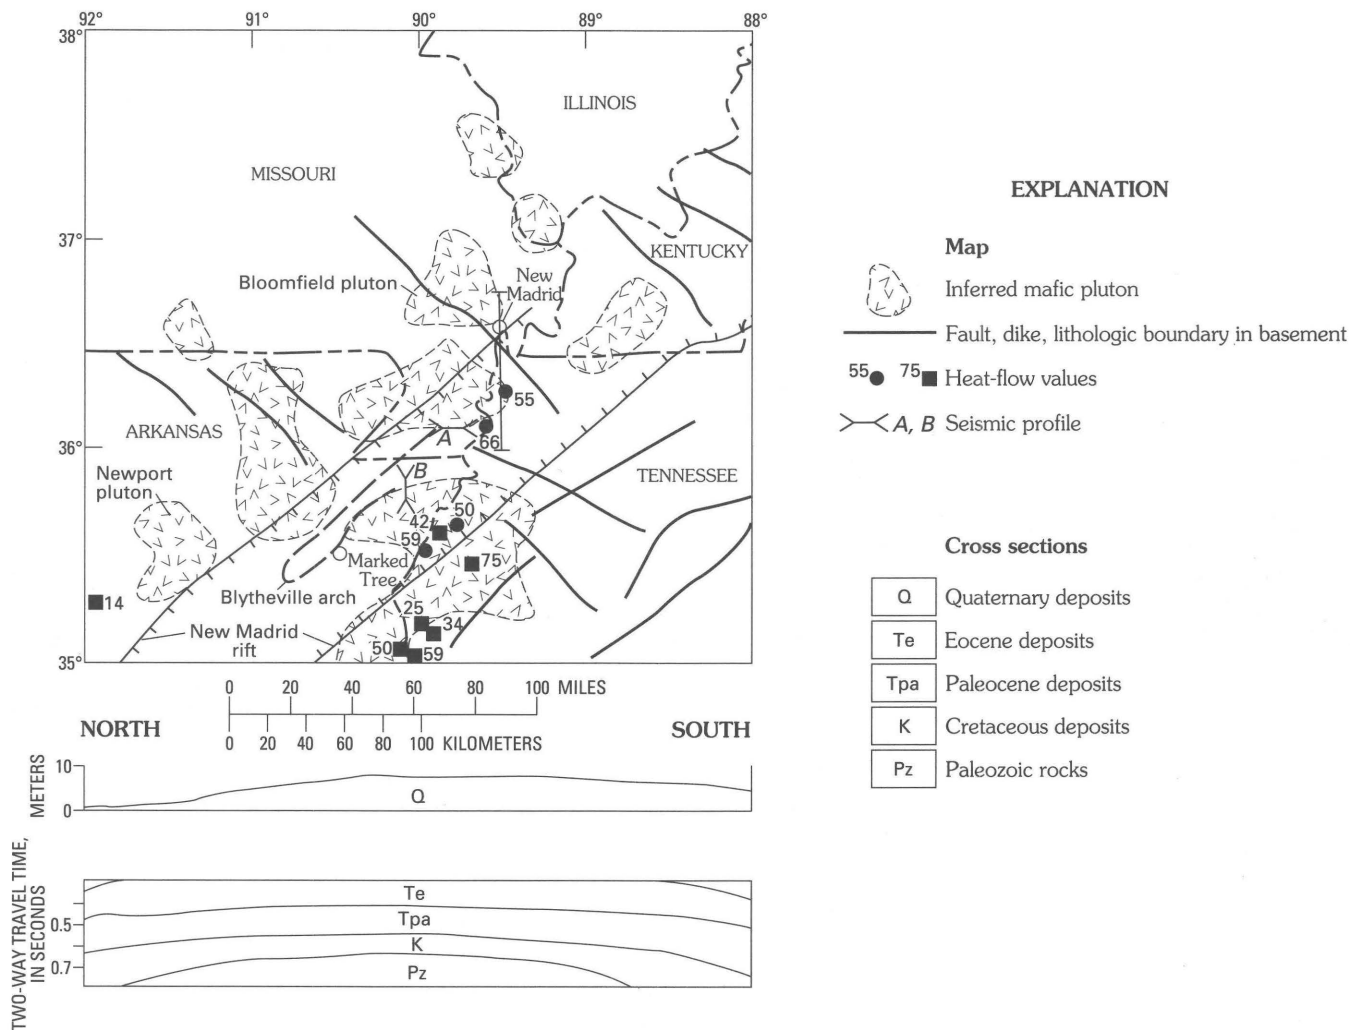 92° 91° 90° 89° 88°
38°
ILLINOIS
MISSOURI
37°
KENTUCKY
Bloomfield pluton
New
Madrid
55
ARKANSAS
A
66
36°
Newport
pluton
B
TENNESSEE
50
42
59
75
Marked
Tree
14
Blytheville arch
25
34
New Madrid
rift
50
59
35°
0 20 40 60 80 100 MILES
0 20 40 60 80 100 KILOMETERS
NORTH SOUTH
METERS
10
0
Q
TWO-WAY TRAVEL TIME,
IN SECONDS
0.5
0.7
Te
Tpa
K
Pz
EXPLANATION
Map
Inferred mafic pluton
Fault, dike, lithologic boundary in basement
55 75 Heat-flow values
A, B Seismic profile
Cross sections
Q Quaternary deposits
Te Eocene deposits
Tpa Paleocene deposits
K Cretaceous deposits
Pz Paleozoic rocks